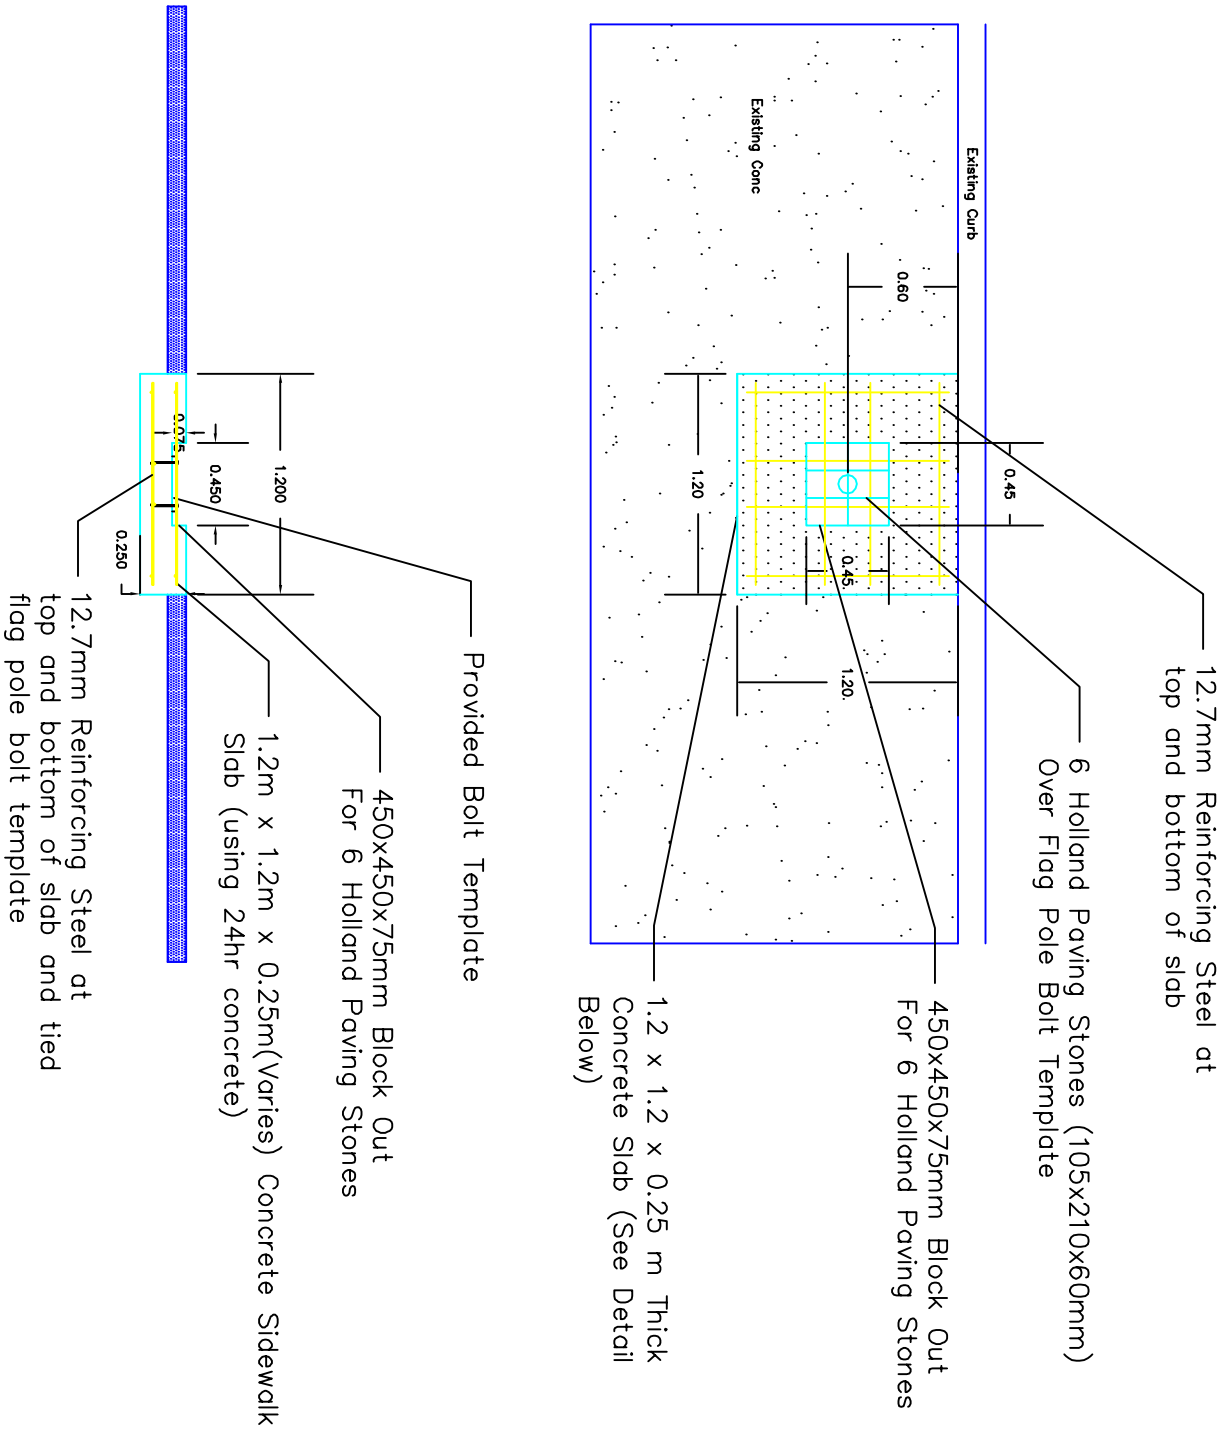 12.7mm Reinforcing Steel at
top and bottom of slab
6 Holland Paving Stones (105x210x60mm)
Over Flag Pole Bolt Template
450x450x75mm Block Out
For 6 Holland Paving Stones
1.2 x 1.2 x 0.25 m Thick
Concrete Slab (See Detail
Below)
Existing Curb
Existing Conc
0.60
0.45
0.45
1.20
1.20
Provided Bolt Template
450x450x75mm Block Out
For 6 Holland Paving Stones
1.2m x 1.2m x 0.25m(Varies) Concrete Sidewalk
Slab (using 24hr concrete)
12.7mm Reinforcing Steel at
top and bottom of slab and tied
flag pole bolt template
1.200
0.450
0.075
0.250